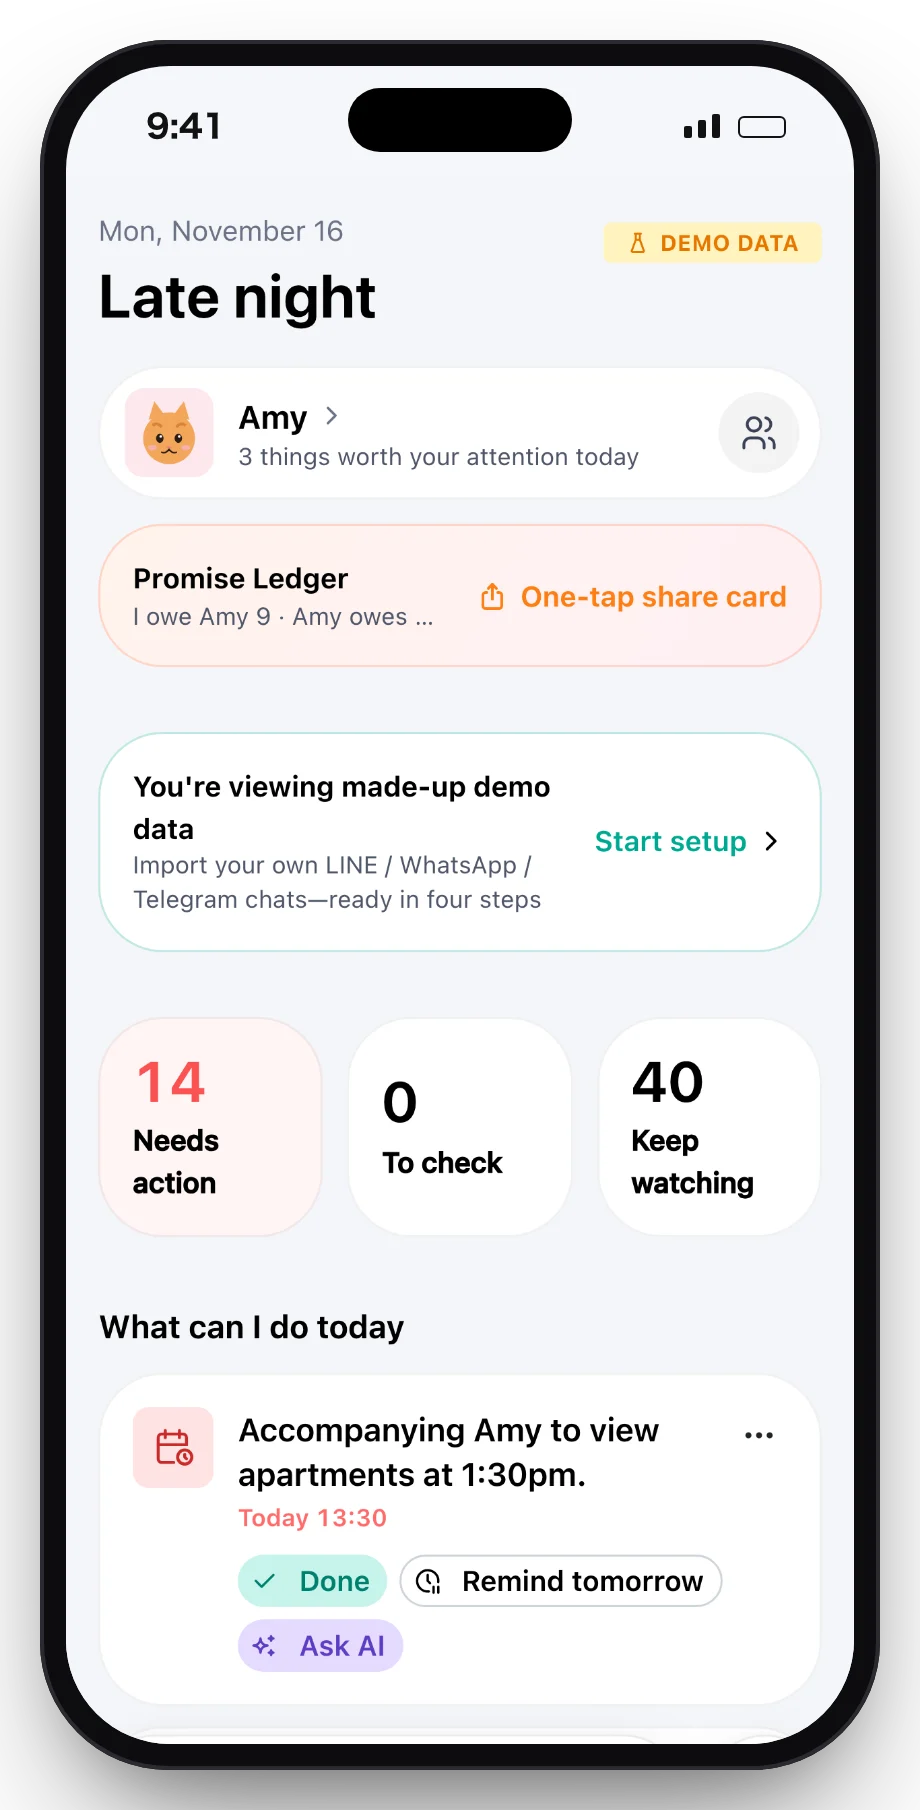 9:41
Mon, November 16
DEMO DATA
Late night
Amy
3 things worth your attention today
Promise Ledger
I owe Amy 9 · Amy owes ...
One-tap share card
You're viewing made-up demo
data
Import your own LINE / WhatsApp /
Telegram chats—ready in four steps
Start setup
14
Needs
action
0
To check
40
Keep
watching
What can I do today
Accompanying Amy to view
apartments at 1:30pm.
Today 13:30
Done
Remind tomorrow
Ask AI